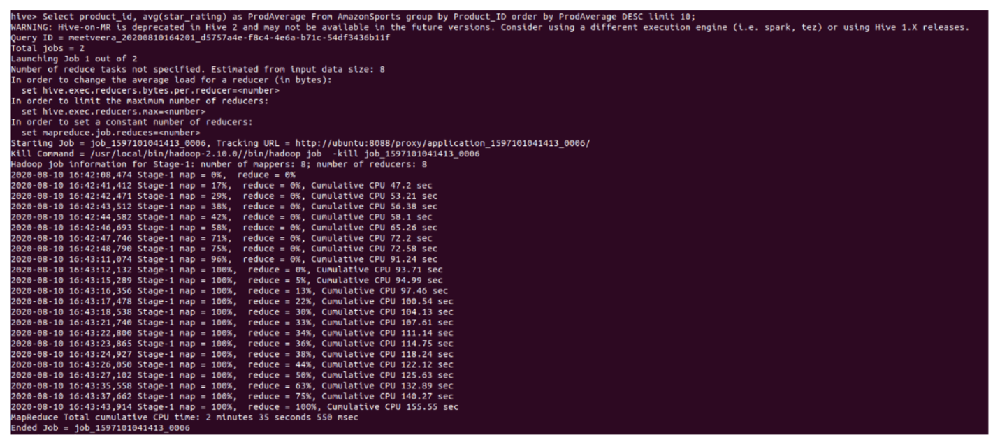 hive> Select product_id, avg(star_rating) as ProdAverage From AmazonSports group by Product_ID order by ProdAverage DESC limit 10;
WARNING: Hive-on-MR is deprecated in Hive 2 and may not be available in the future versions. Consider using a different execution engine (i.e. spark, tez) or using Hive 1.X releases.
Query ID = meetveera_20200810164201_d5757a4e-f8c4-4e6a-b71c-54df3436b11f
Total jobs = 2
Launching Job 1 out of 2
Number of reduce tasks not specified. Estimated from input data size: 8
In order to change the average load for a reducer (in bytes):
  set hive.exec.reducers.bytes.per.reducer=<number>
In order to limit the maximum number of reducers:
  set hive.exec.reducers.max=<number>
In order to set a constant number of reducers:
  set mapreduce.job.reduces=<number>
Starting Job = job_1597101041413_0006, Tracking URL = http://ubuntu:8088/proxy/application_1597101041413_0006/
Kill Command = /usr/local/bin/hadoop-2.10.0//bin/hadoop job  -kill job_1597101041413_0006
Hadoop job information for Stage-1: number of mappers: 8; number of reducers: 8
2020-08-10 16:42:08,474 Stage-1 map = 0%,  reduce = 0%
2020-08-10 16:42:41,412 Stage-1 map = 17%,  reduce = 0%, Cumulative CPU 47.2 sec
2020-08-10 16:42:42,471 Stage-1 map = 29%,  reduce = 0%, Cumulative CPU 53.21 sec
2020-08-10 16:42:43,512 Stage-1 map = 38%,  reduce = 0%, Cumulative CPU 56.38 sec
2020-08-10 16:42:44,582 Stage-1 map = 42%,  reduce = 0%, Cumulative CPU 58.1 sec
2020-08-10 16:42:46,693 Stage-1 map = 58%,  reduce = 0%, Cumulative CPU 65.26 sec
2020-08-10 16:42:47,746 Stage-1 map = 71%,  reduce = 0%, Cumulative CPU 72.2 sec
2020-08-10 16:42:48,790 Stage-1 map = 75%,  reduce = 0%, Cumulative CPU 72.58 sec
2020-08-10 16:43:11,074 Stage-1 map = 96%,  reduce = 0%, Cumulative CPU 91.24 sec
2020-08-10 16:43:12,132 Stage-1 map = 100%,  reduce = 0%, Cumulative CPU 93.71 sec
2020-08-10 16:43:15,289 Stage-1 map = 100%,  reduce = 5%, Cumulative CPU 94.99 sec
2020-08-10 16:43:16,356 Stage-1 map = 100%,  reduce = 13%, Cumulative CPU 97.46 sec
2020-08-10 16:43:17,478 Stage-1 map = 100%,  reduce = 22%, Cumulative CPU 100.54 sec
2020-08-10 16:43:18,538 Stage-1 map = 100%,  reduce = 30%, Cumulative CPU 104.13 sec
2020-08-10 16:43:21,740 Stage-1 map = 100%,  reduce = 33%, Cumulative CPU 107.61 sec
2020-08-10 16:43:22,800 Stage-1 map = 100%,  reduce = 34%, Cumulative CPU 111.14 sec
2020-08-10 16:43:23,865 Stage-1 map = 100%,  reduce = 36%, Cumulative CPU 114.75 sec
2020-08-10 16:43:24,927 Stage-1 map = 100%,  reduce = 38%, Cumulative CPU 118.24 sec
2020-08-10 16:43:26,050 Stage-1 map = 100%,  reduce = 44%, Cumulative CPU 122.12 sec
2020-08-10 16:43:27,102 Stage-1 map = 100%,  reduce = 50%, Cumulative CPU 125.63 sec
2020-08-10 16:43:35,558 Stage-1 map = 100%,  reduce = 63%, Cumulative CPU 132.89 sec
2020-08-10 16:43:37,662 Stage-1 map = 100%,  reduce = 75%, Cumulative CPU 140.27 sec
2020-08-10 16:43:43,914 Stage-1 map = 100%,  reduce = 100%, Cumulative CPU 155.55 sec
MapReduce Total cumulative CPU time: 2 minutes 35 seconds 550 msec
Ended Job = job_1597101041413_0006